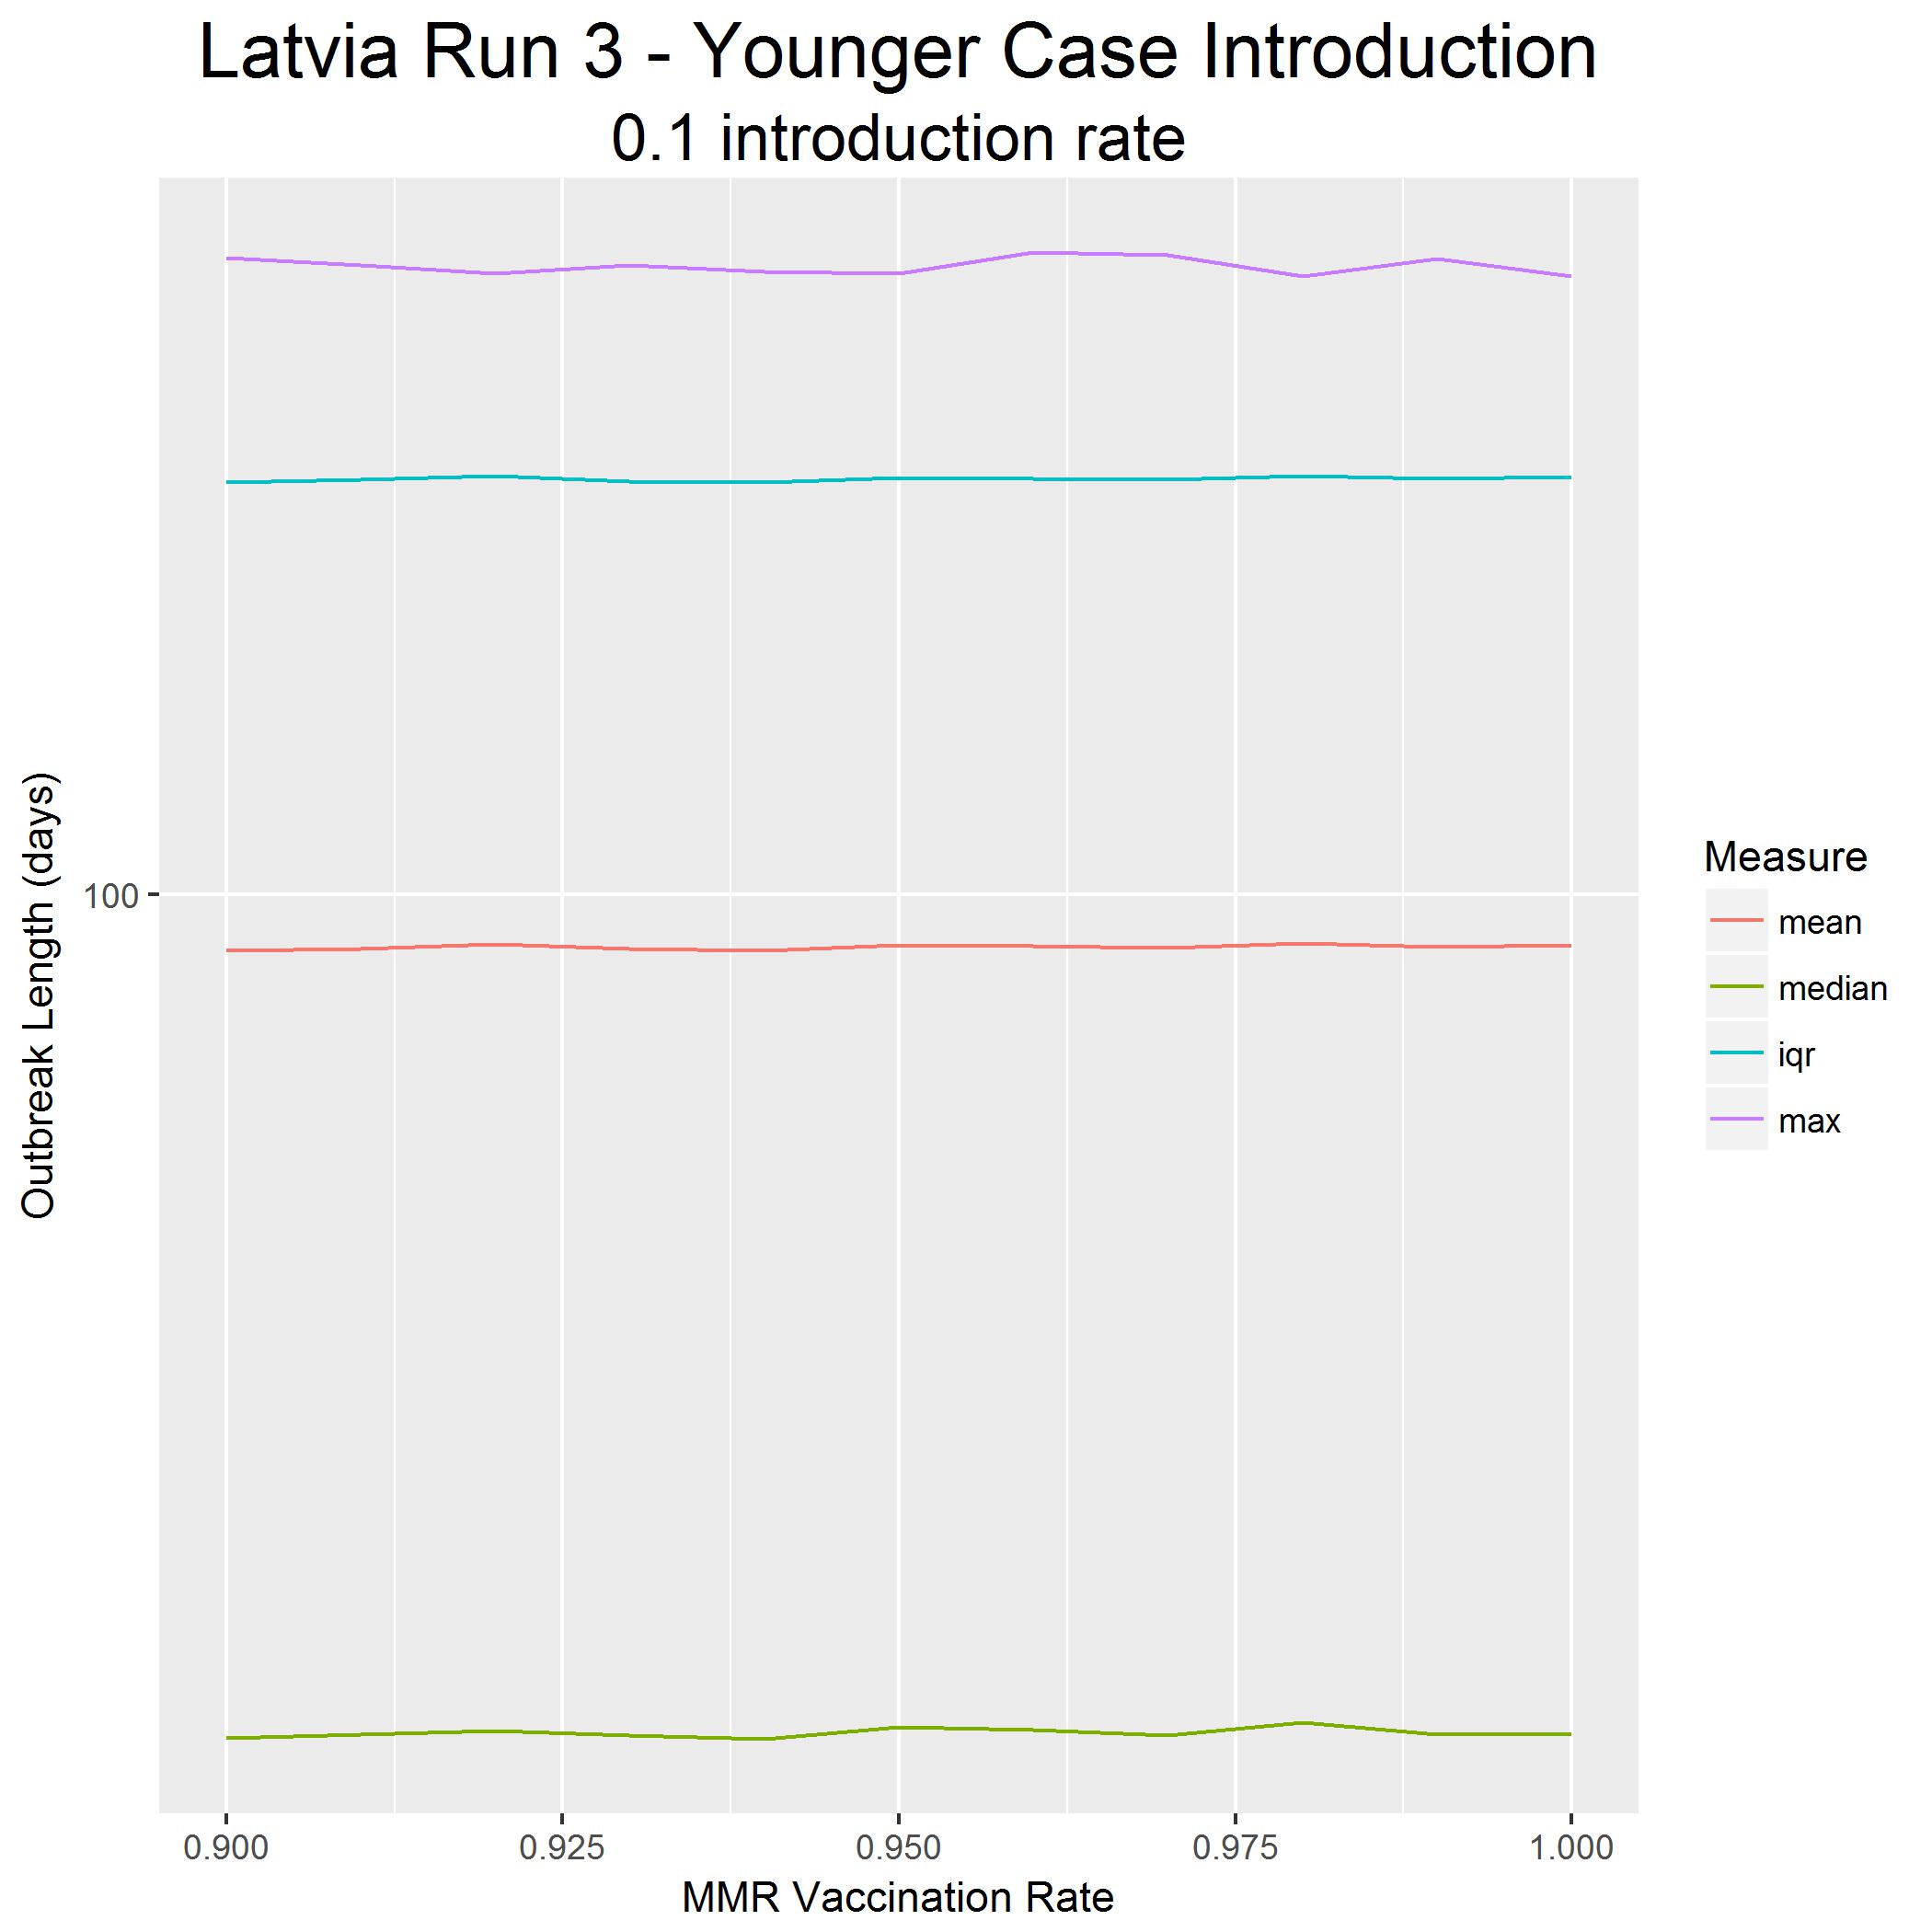 Latvia Run 3 - Younger Case Introduction
0.1 introduction rate
Outbreak Length (days)
100
0.900
0.925
0.950
0.975
1.000
MMR Vaccination Rate
Measure
mean
median
iqr
max